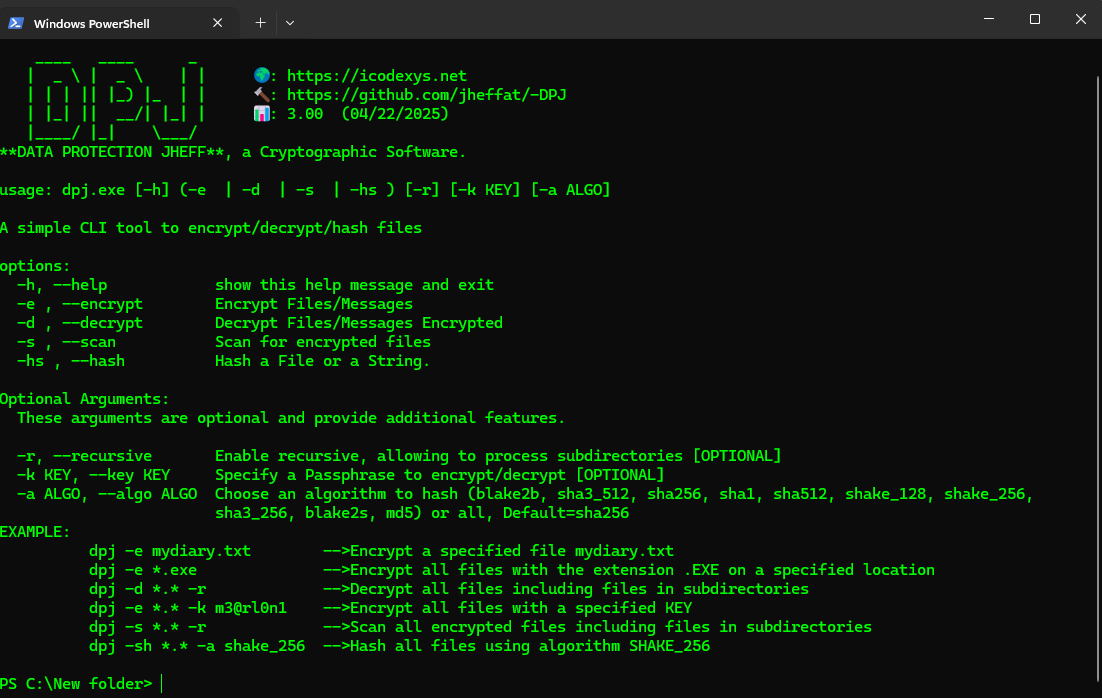 Windows PowerShell
DPJ
🌍: https://icodexys.net
🔨: https://github.com/jheffat/-DPJ
📊: 3.00  (04/22/2025)
**DATA PROTECTION JHEFF**, a Cryptographic Software.
usage: dpj.exe [-h] (-e  | -d  | -s  | -hs ) [-r] [-k KEY] [-a ALGO]
A simple CLI tool to encrypt/decrypt/hash files
options:
-h, --help            show this help message and exit
-e , --encrypt        Encrypt Files/Messages
-d , --decrypt        Decrypt Files/Messages Encrypted
-s , --scan           Scan for encrypted files
-hs , --hash          Hash a File or a String.
Optional Arguments:
These arguments are optional and provide additional features.
-r, --recursive       Enable recursive, allowing to process subdirectories [OPTIONAL]
-k KEY, --key KEY     Specify a Passphrase to encrypt/decrypt [OPTIONAL]
-a ALGO, --algo ALGO  Choose an algorithm to hash (blake2b, sha3_512, sha256, sha1, sha512, shake_128, shake_256,
sha3_256, blake2s, md5) or all, Default=sha256
EXAMPLE:
dpj -e mydiary.txt        -->Encrypt a specified file mydiary.txt
dpj -e *.exe              -->Encrypt all files with the extension .EXE on a specified location
dpj -d *.* -r             -->Decrypt all files including files in subdirectories
dpj -e *.* -k m3@rl0n1    -->Encrypt all files with a specified KEY
dpj -s *.* -r             -->Scan all encrypted files including files in subdirectories
dpj -sh *.* -a shake_256  -->Hash all files using algorithm SHAKE_256
PS C:\New folder>